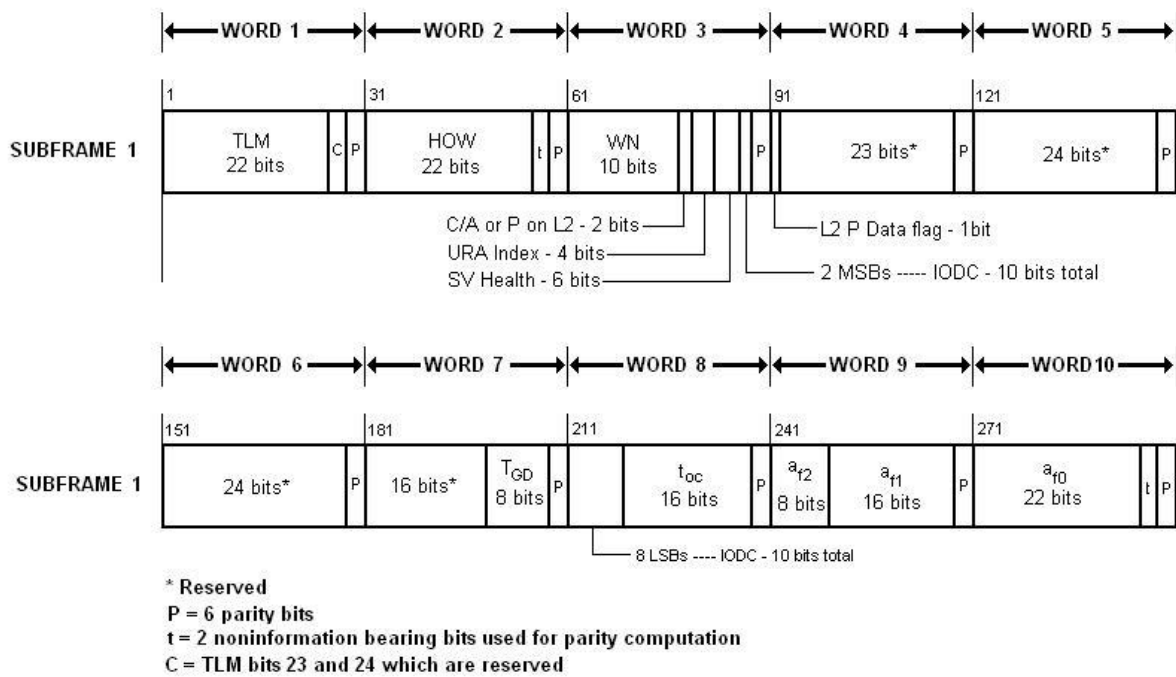 WORD 1 WORD 2 WORD 3 WORD 4 WORD 5
1 31 61 91 121
SUBFRAME 1
TLM
22 bits
C
P
HOW
22 bits
t
P
WN
10 bits
P
23 bits*
P
24 bits*
P
C/A or P on L2 - 2 bits
URA Index - 4 bits
SV Health - 6 bits
L2 P Data flag - 1bit
2 MSBs ----- IODC - 10 bits total
WORD 6 WORD 7 WORD 8 WORD 9 WORD10
151 181 211 241 271
SUBFRAME 1
24 bits*
P
16 bits*
TGD
8 bits
P
toc
16 bits
P
af2
8 bits
af1
16 bits
P
af0
22 bits
t
P
8 LSBs ---- IODC - 10 bits total
* Reserved
P = 6 parity bits
t = 2 noninformation bearing bits used for parity computation
C = TLM bits 23 and 24 which are reserved